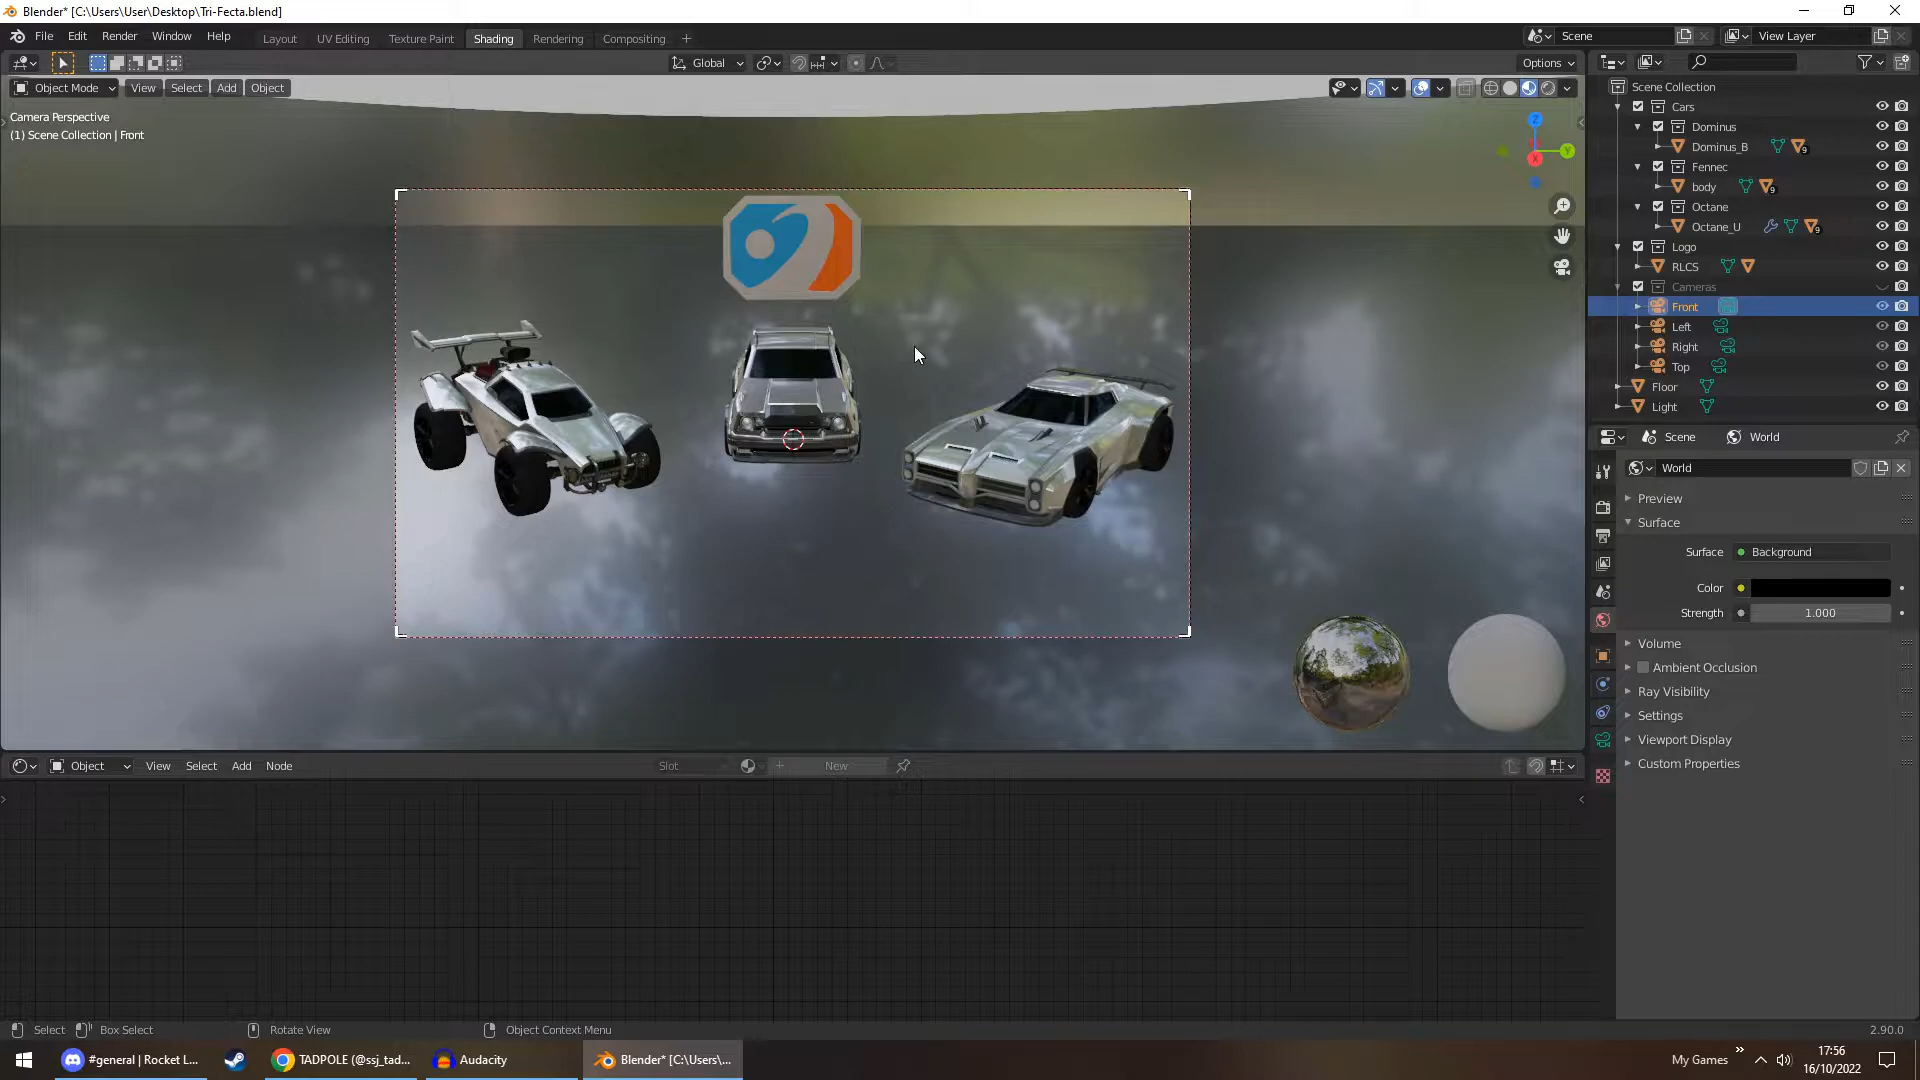 Blender* [C:\Users\User\Desktop\Tri-Fecta.blend]
File Edit Render Window Help Layout UV Editing Texture Paint Shading Rendering Compositing Scene View Layer
Global Options
Object Mode View Select Add Object
Camera Perspective
(1) Scene Collection | Front
Z
Y
X
Scene Collection
Cars
Dominus
Dominus_B 9
Fennec
body 9
Octane
Octane_U 9
Logo
RLCS
Cameras
Front
Left
Right
Top
Floor
Light
Scene World
World
Preview
Surface
Surface Background
Color
Strength 1.000
Volume
Ambient Occlusion
Ray Visibility
Settings
Viewport Display
Custom Properties
Object View Select Add Node Slot New
Select Box Select Rotate View Object Context Menu 2.90.0
#general | Rocket L... TADPOLE (@ssj_tad... Audacity Blender* [C:\Users\... My Games 17:56
16/10/2022